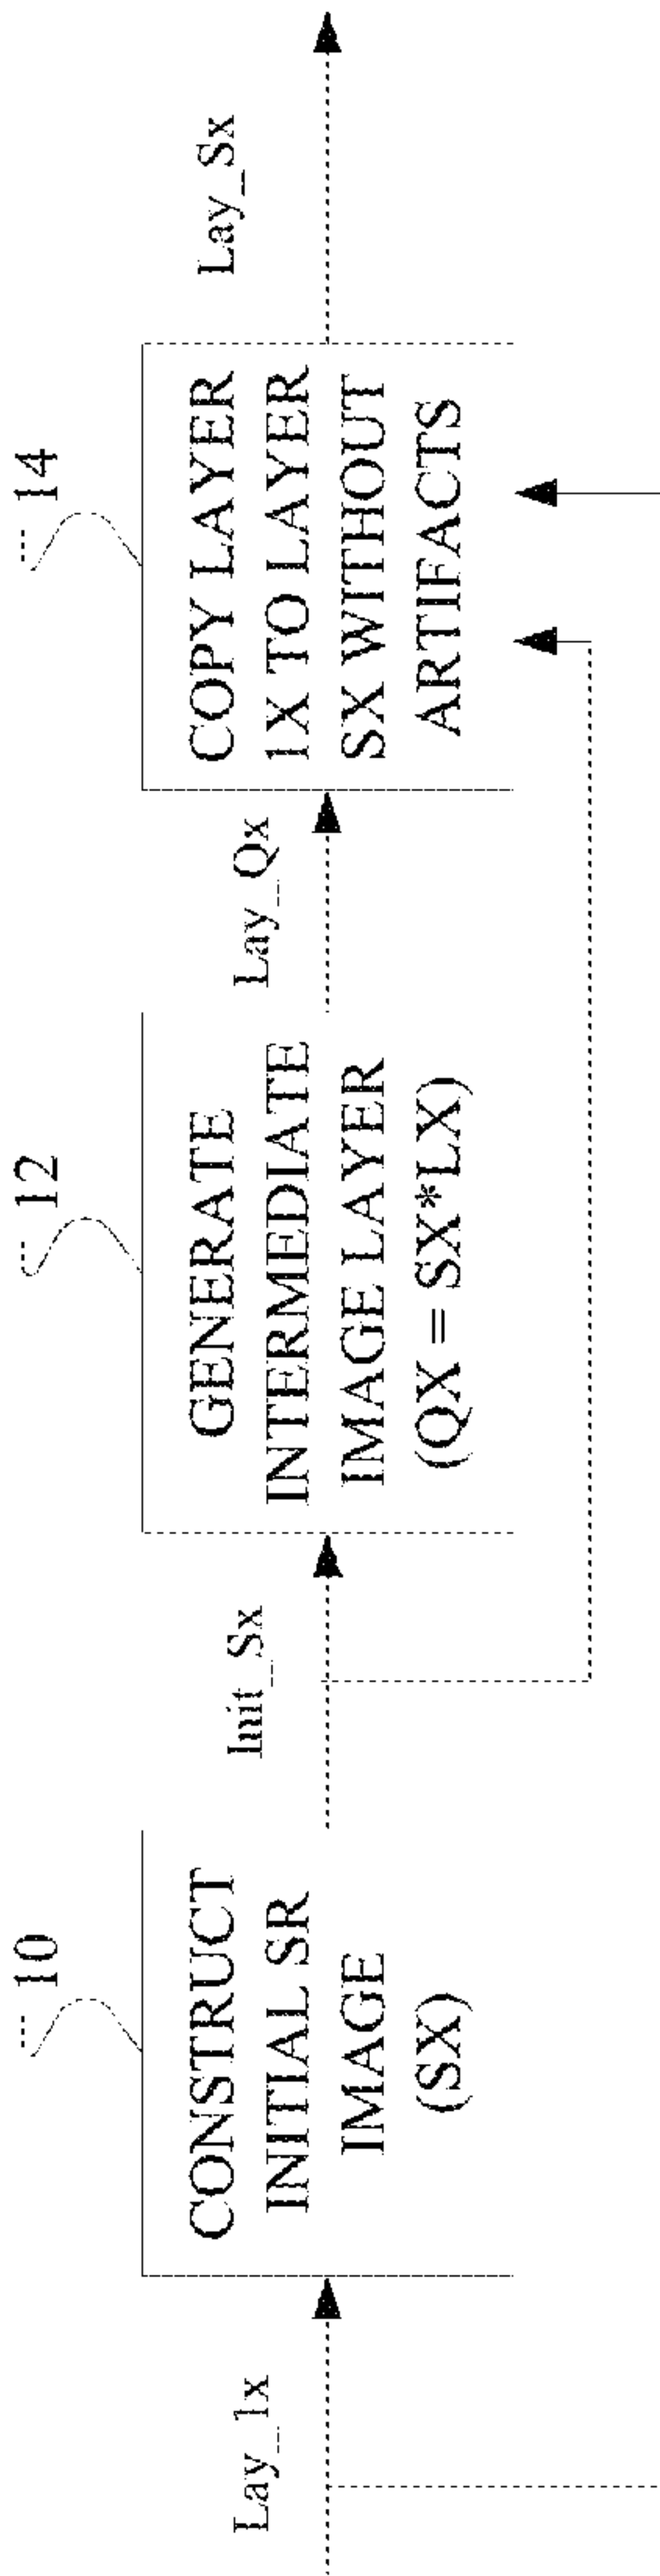 Lay_1x
10
CONSTRUCT
INITIAL SR
IMAGE
(SX)
Init_Sx
12
GENERATE
INTERMEDIATE
IMAGE LAYER
(QX = SX*LX)
Lay_Qx
14
COPY LAYER
1X TO LAYER
SX WITHOUT
ARTIFACTS
Lay_Sx